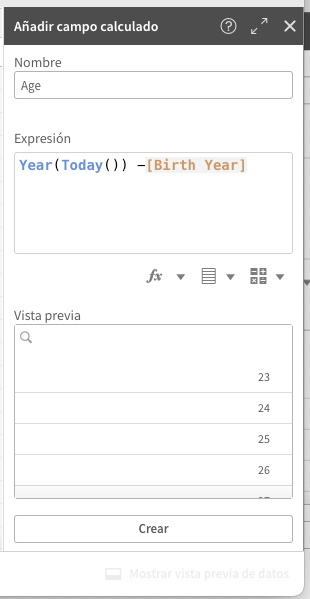 Añadir campo calculado
Nombre
Age
Expresión
Year(Today()) -[Birth Year]
fx
Vista previa
23
24
25
26
Crear
Mostrar vista previa de datos